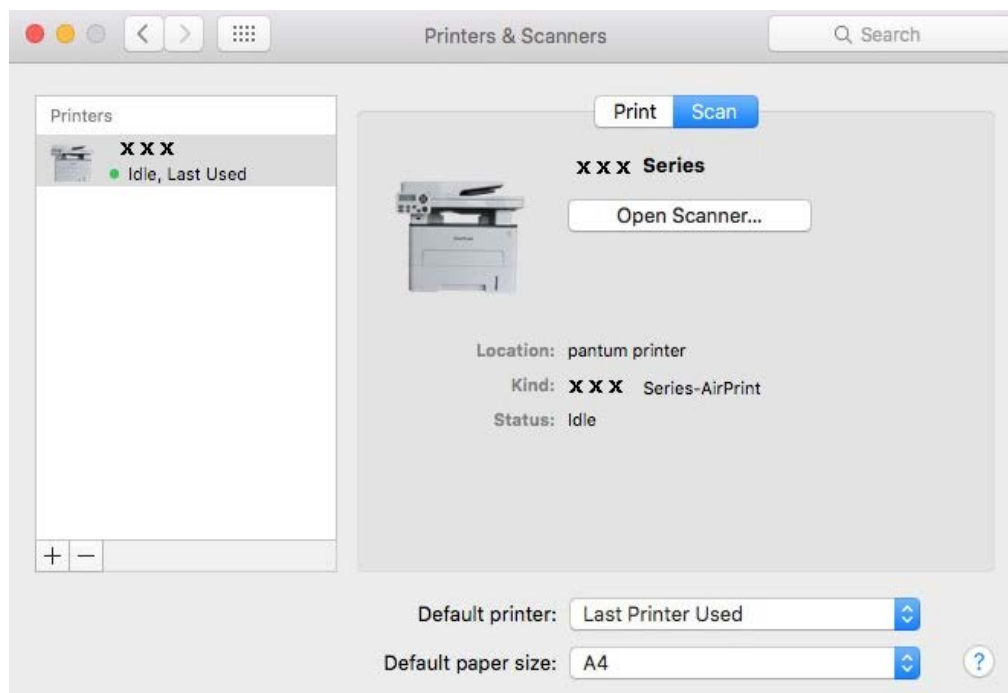 Printers & Scanners
Search
Printers
X X X
Idle, Last Used
Print Scan
X X X Series
Open Scanner...
Location: pantum printer
Kind: X X X Series-AirPrint
Status: Idle
+ −
Default printer: Last Printer Used
Default paper size: A4
?